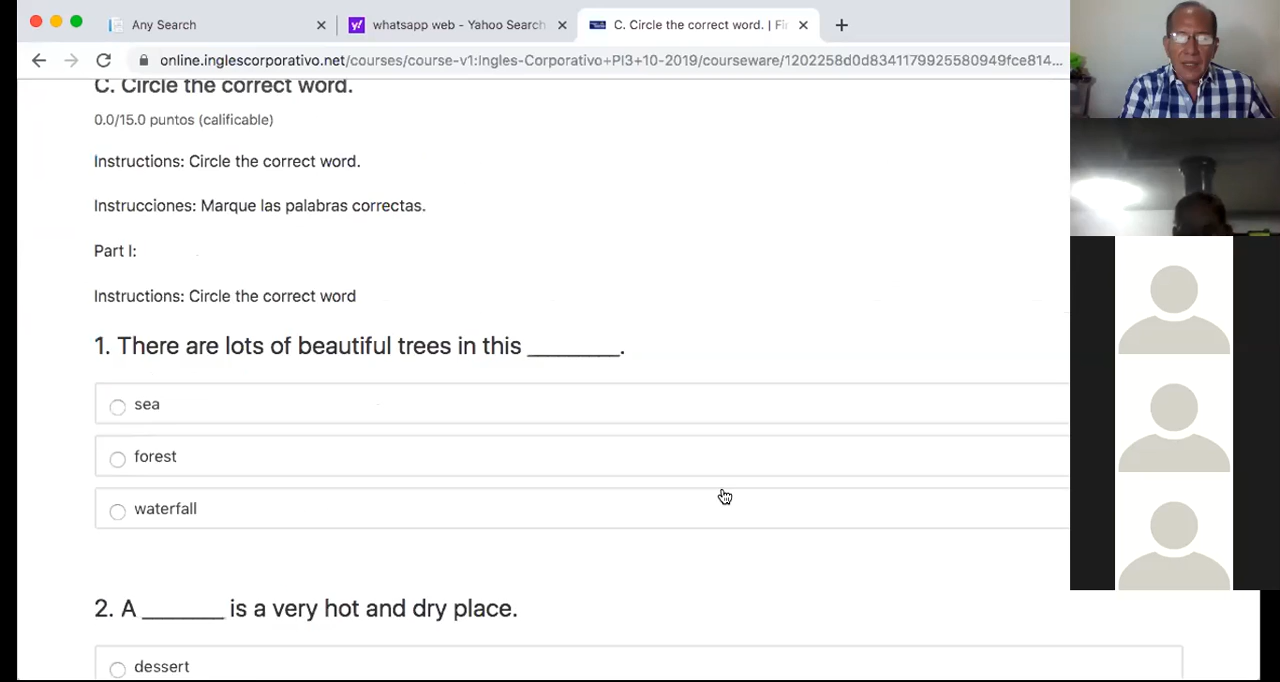 Any Search
whatsapp web - Yahoo Search
C. Circle the correct word. | Fi
online.inglescorporativo.net/courses/course-v1:Ingles-Corporativo+PI3+10-2019/courseware/1202258d0d8341179925580949fce814...
C. Circle the correct word.
0.0/15.0 puntos (calificable)
Instructions: Circle the correct word.
Instrucciones: Marque las palabras correctas.
Part I:
Instructions: Circle the correct word
1. There are lots of beautiful trees in this ________.
sea
forest
waterfall
2. A _______ is a very hot and dry place.
dessert